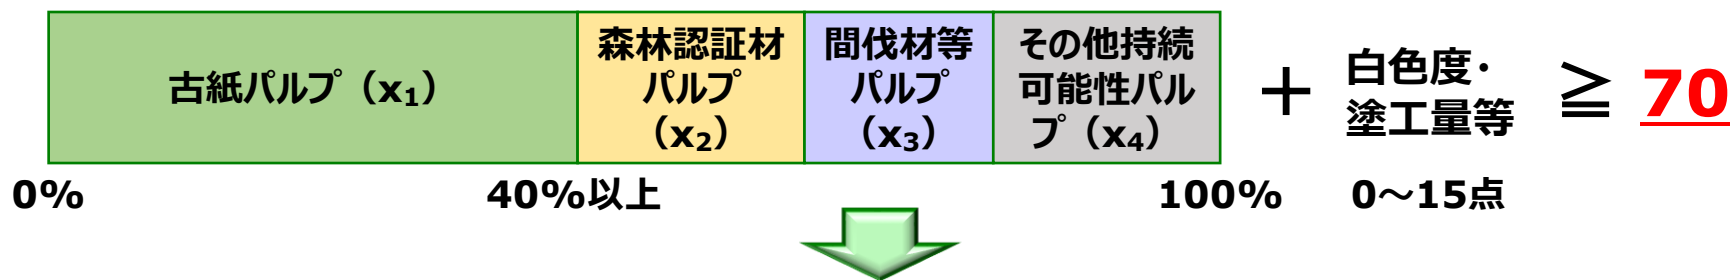 古紙パルプ（x₁）
森林認証材
パルプ
（x₂）
間伐材等
パルプ
（x₃）
その他持続
可能性パル
プ（x₄）
＋
白色度・
塗工量等
≧
70
0%
40%以上
100%
0～15点